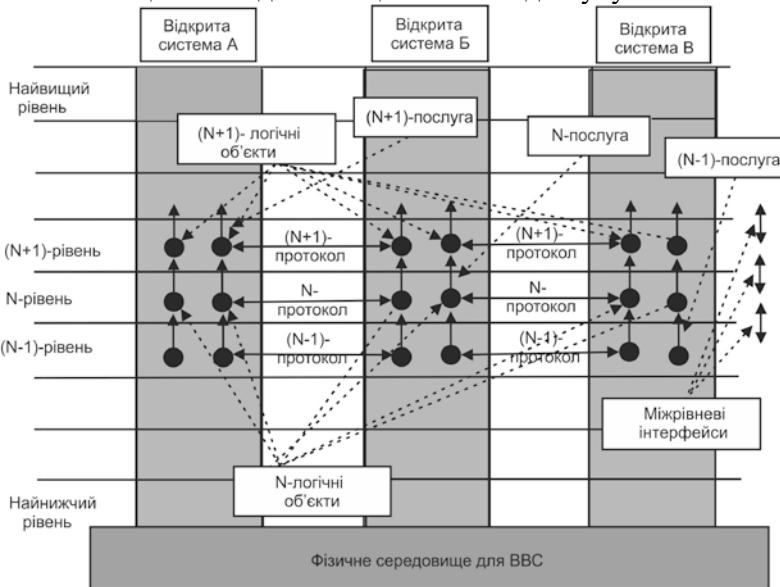 Відкрита
система А
Відкрита
система Б
Відкрита
система В
Найвищий
рівень
(N+1)- логічні
об'єкти
(N+1)-послуга
N-послуга
(N-1)-послуга
(N+1)-рівень
(N+1)-
протокол
(N+1)-
протокол
N-рівень
N-
протокол
N-
протокол
(N-1)-рівень
(N-1)-
протокол
(N-1)-
протокол
Міжрівневі
інтерфейси
N-логічні
об'єкти
Найнижчий
рівень
Фізичне середовище для ВВС